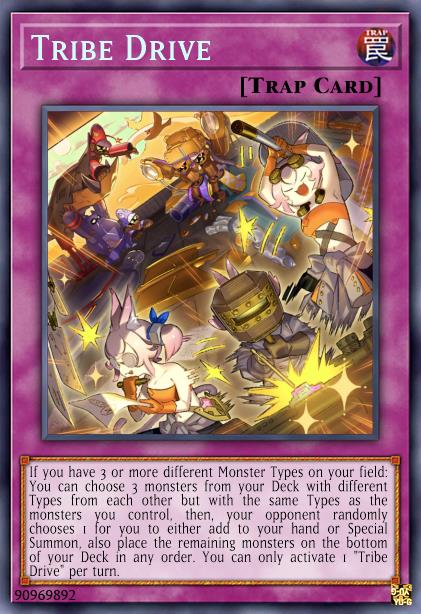 Tribe Drive
TRAP
罠
[Trap Card]
If you have 3 or more different Monster Types on your field:
You can choose 3 monsters from your Deck with different
Types from each other but with the same Types as the
monsters you control, then, your opponent randomly
chooses 1 for you to either add to your hand or Special
Summon, also place the remaining monsters on the bottom
of your Deck in any order. You can only activate 1 "Tribe
Drive" per turn.
90969892